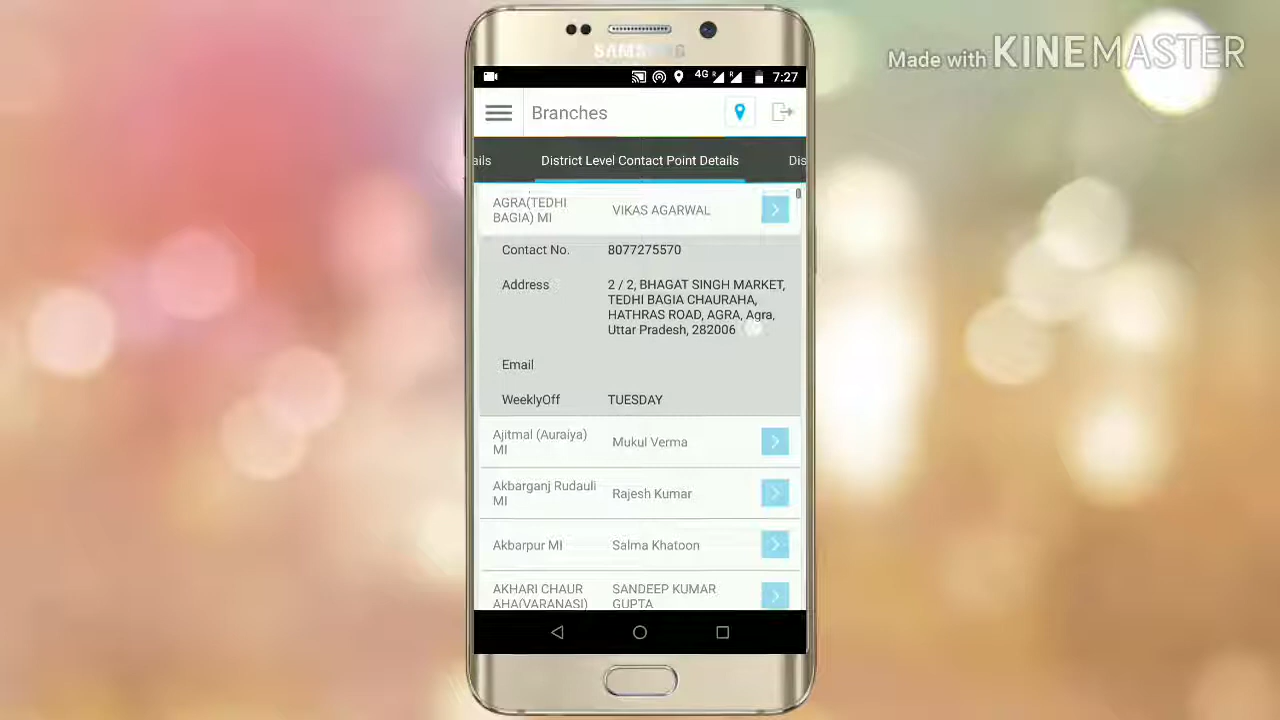 Made with KINEMASTER
SAMSUNG
4G 7:27
Branches
ails District Level Contact Point Details Dis
AGRA(TEDHI
BAGIA) MI
VIKAS AGARWAL
Contact No. 8077275570
Address 2 / 2, BHAGAT SINGH MARKET,
TEDHI BAGIA CHAURAHA,
HATHRAS ROAD, AGRA, Agra,
Uttar Pradesh, 282006
Email
WeeklyOff TUESDAY
Ajitmal (Auraiya)
MI
Mukul Verma
Akbarganj Rudauli
MI
Rajesh Kumar
Akbarpur MI Salma Khatoon
AKHARI CHAUR
AHA(VARANASI)
SANDEEP KUMAR
GUPTA